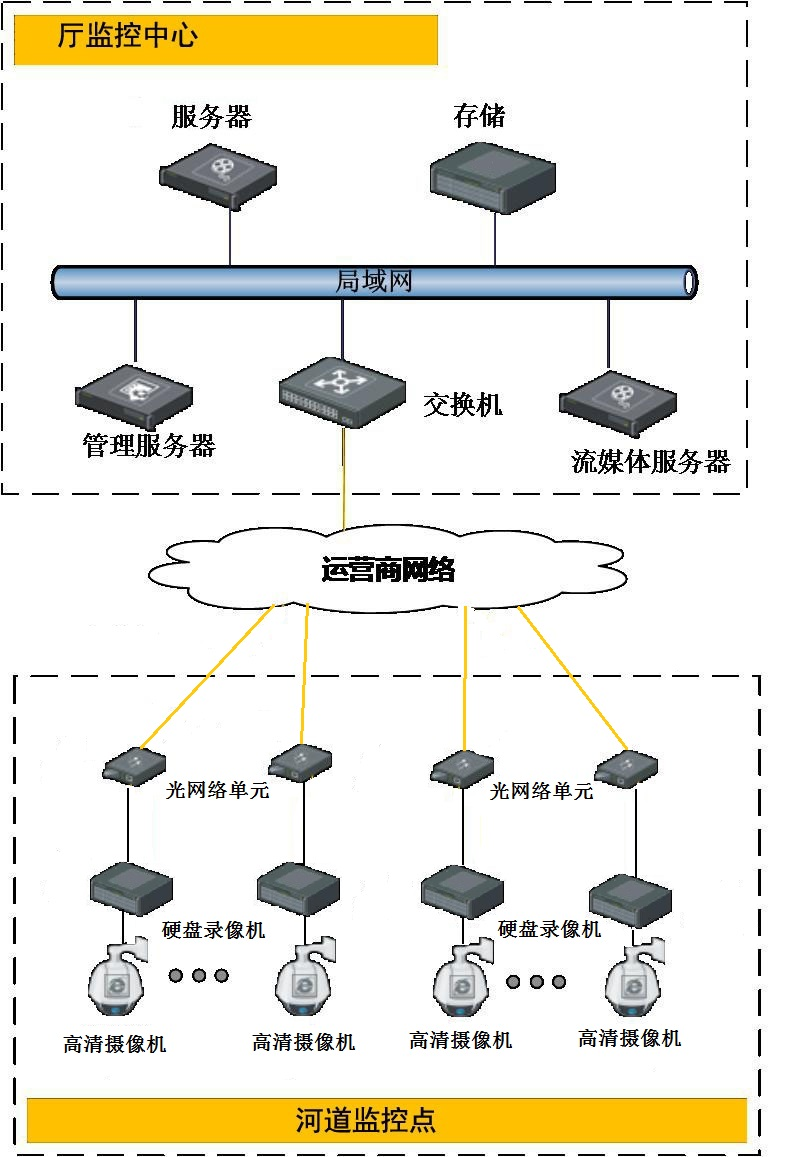 厅监控中心
服务器
存储
局域网
交换机
管理服务器
流媒体服务器
运营商网络
光网络单元
光网络单元
硬盘录像机
硬盘录像机
高清摄像机
高清摄像机
高清摄像机
高清摄像机
河道监控点